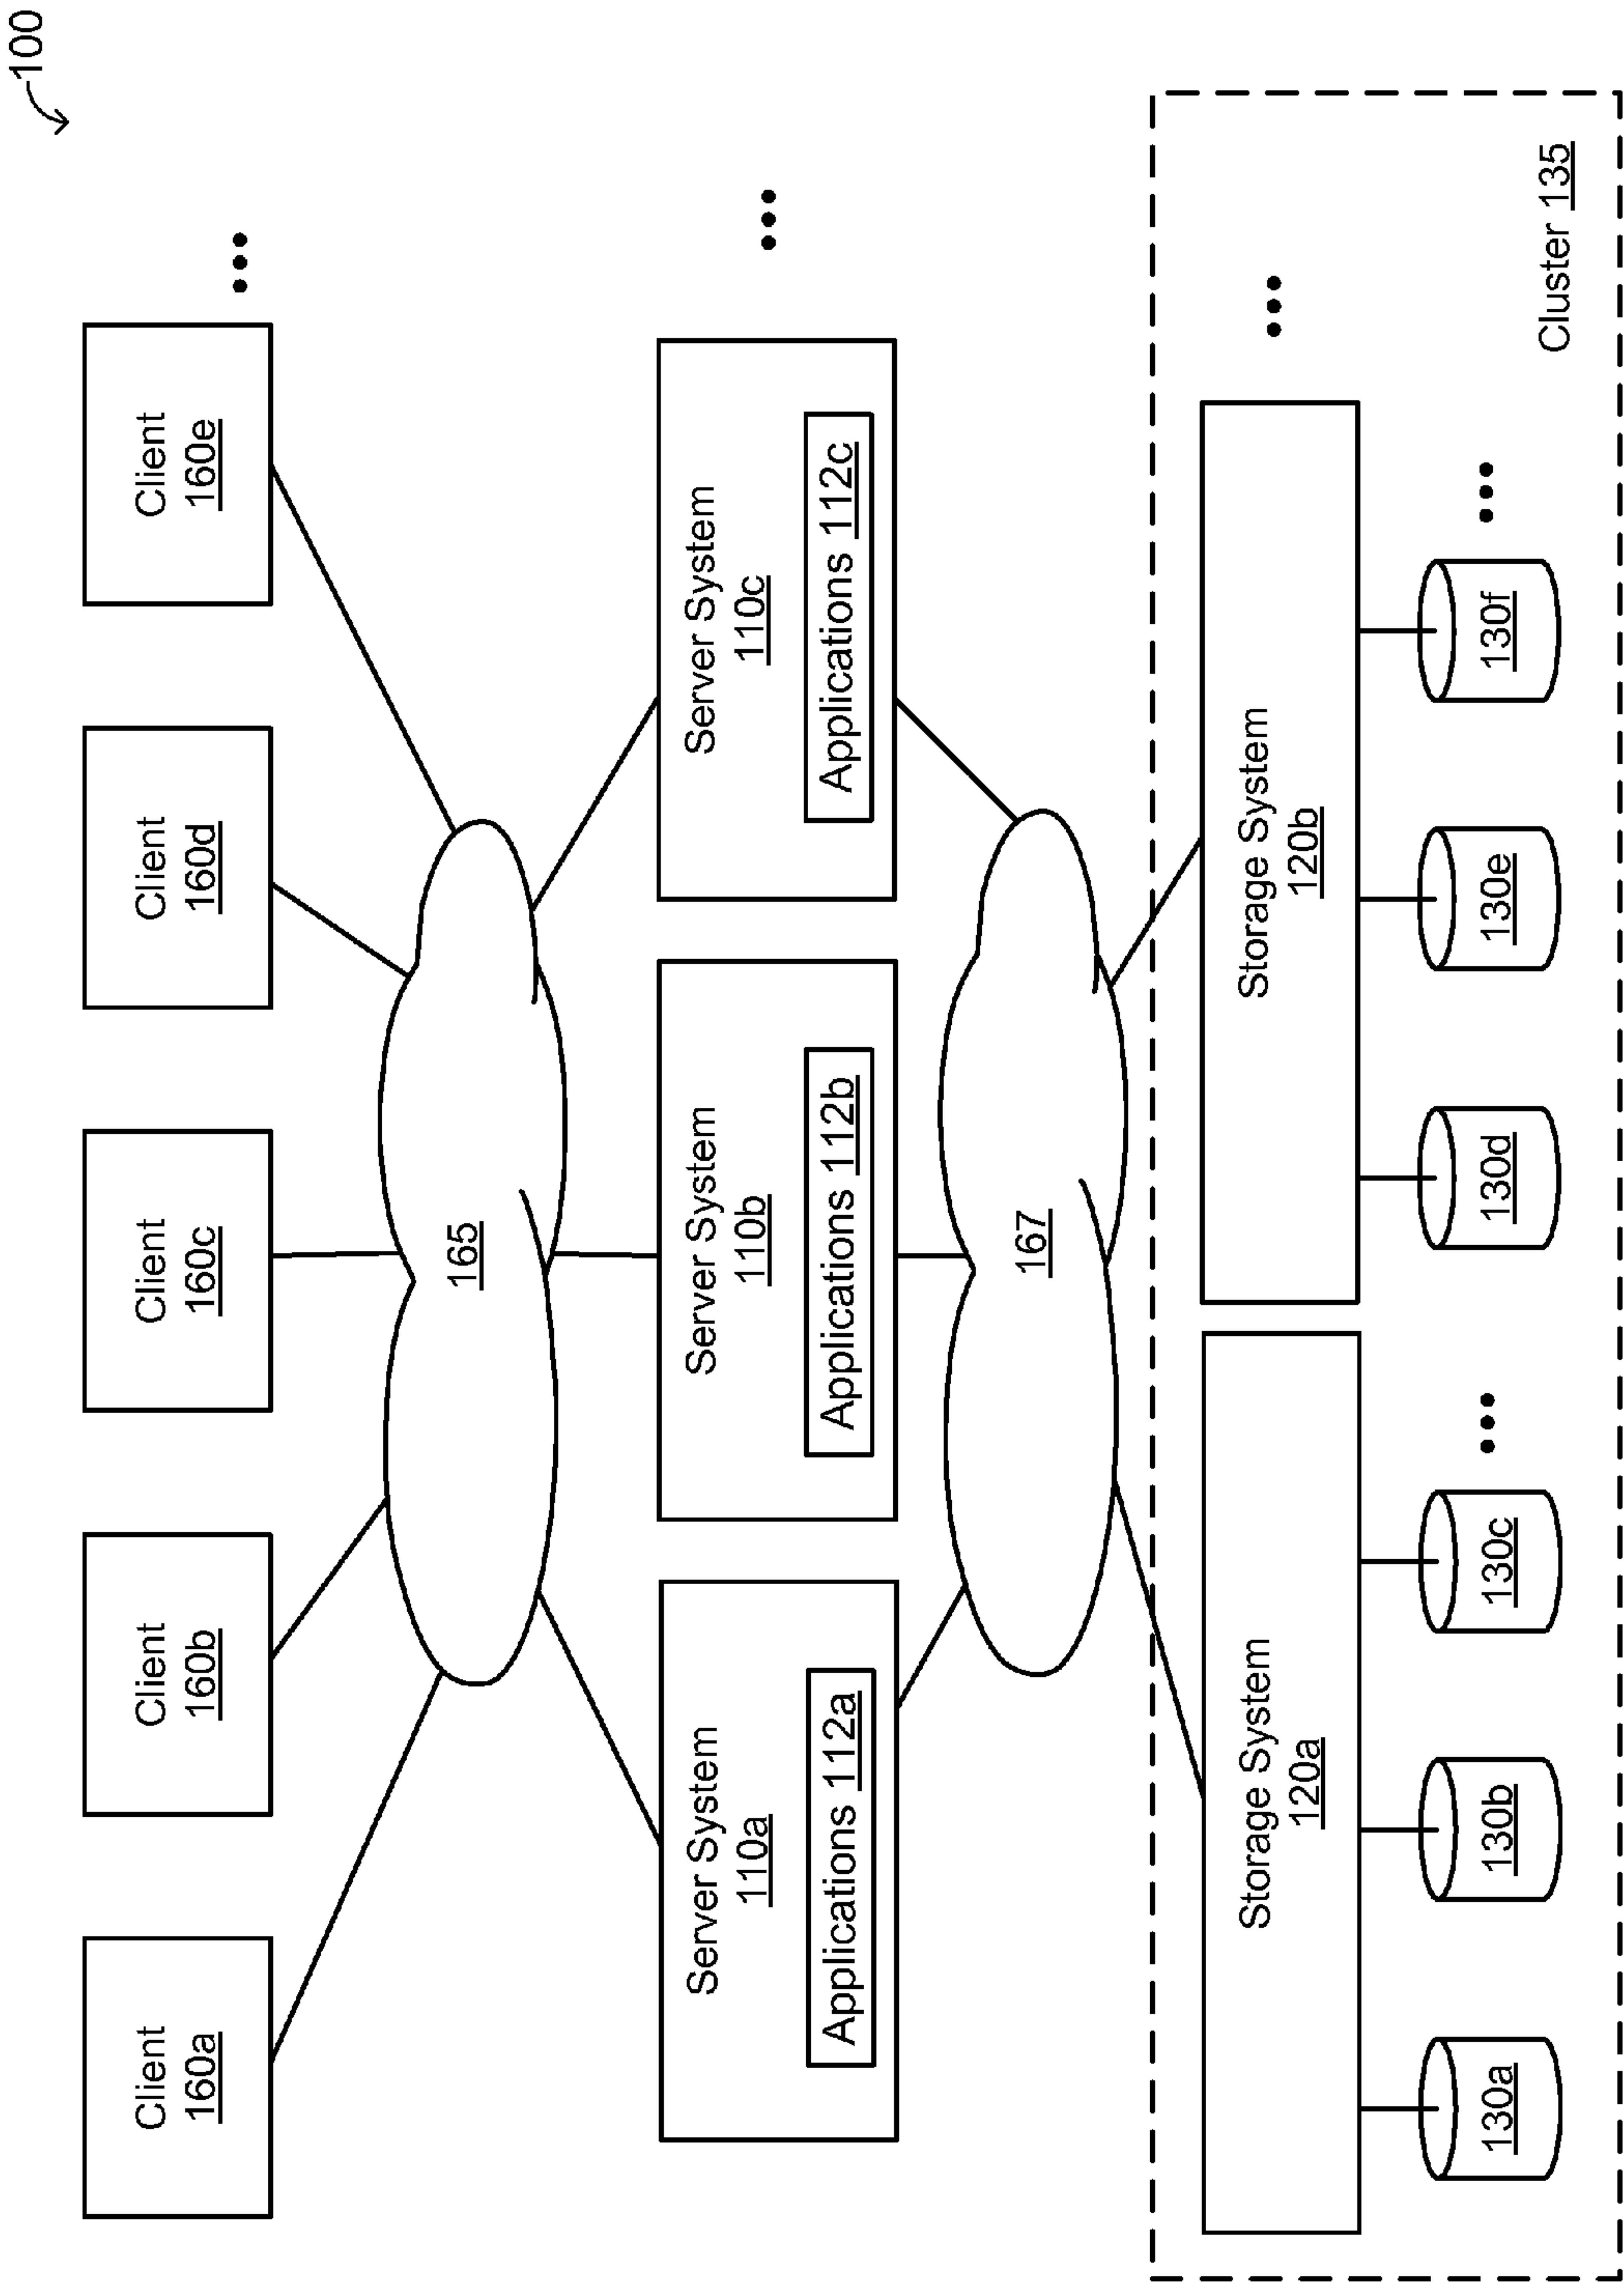 100
Client
160a
Client
160b
Client
160c
Client
160d
Client
160e
...
165
Server System
110a
Applications 112a
Server System
110b
Applications 112b
Server System
110c
Applications 112c
...
167
Storage System
120a
Storage System
120b
...
130a
130b
130c
...
130d
130e
130f
...
Cluster 135